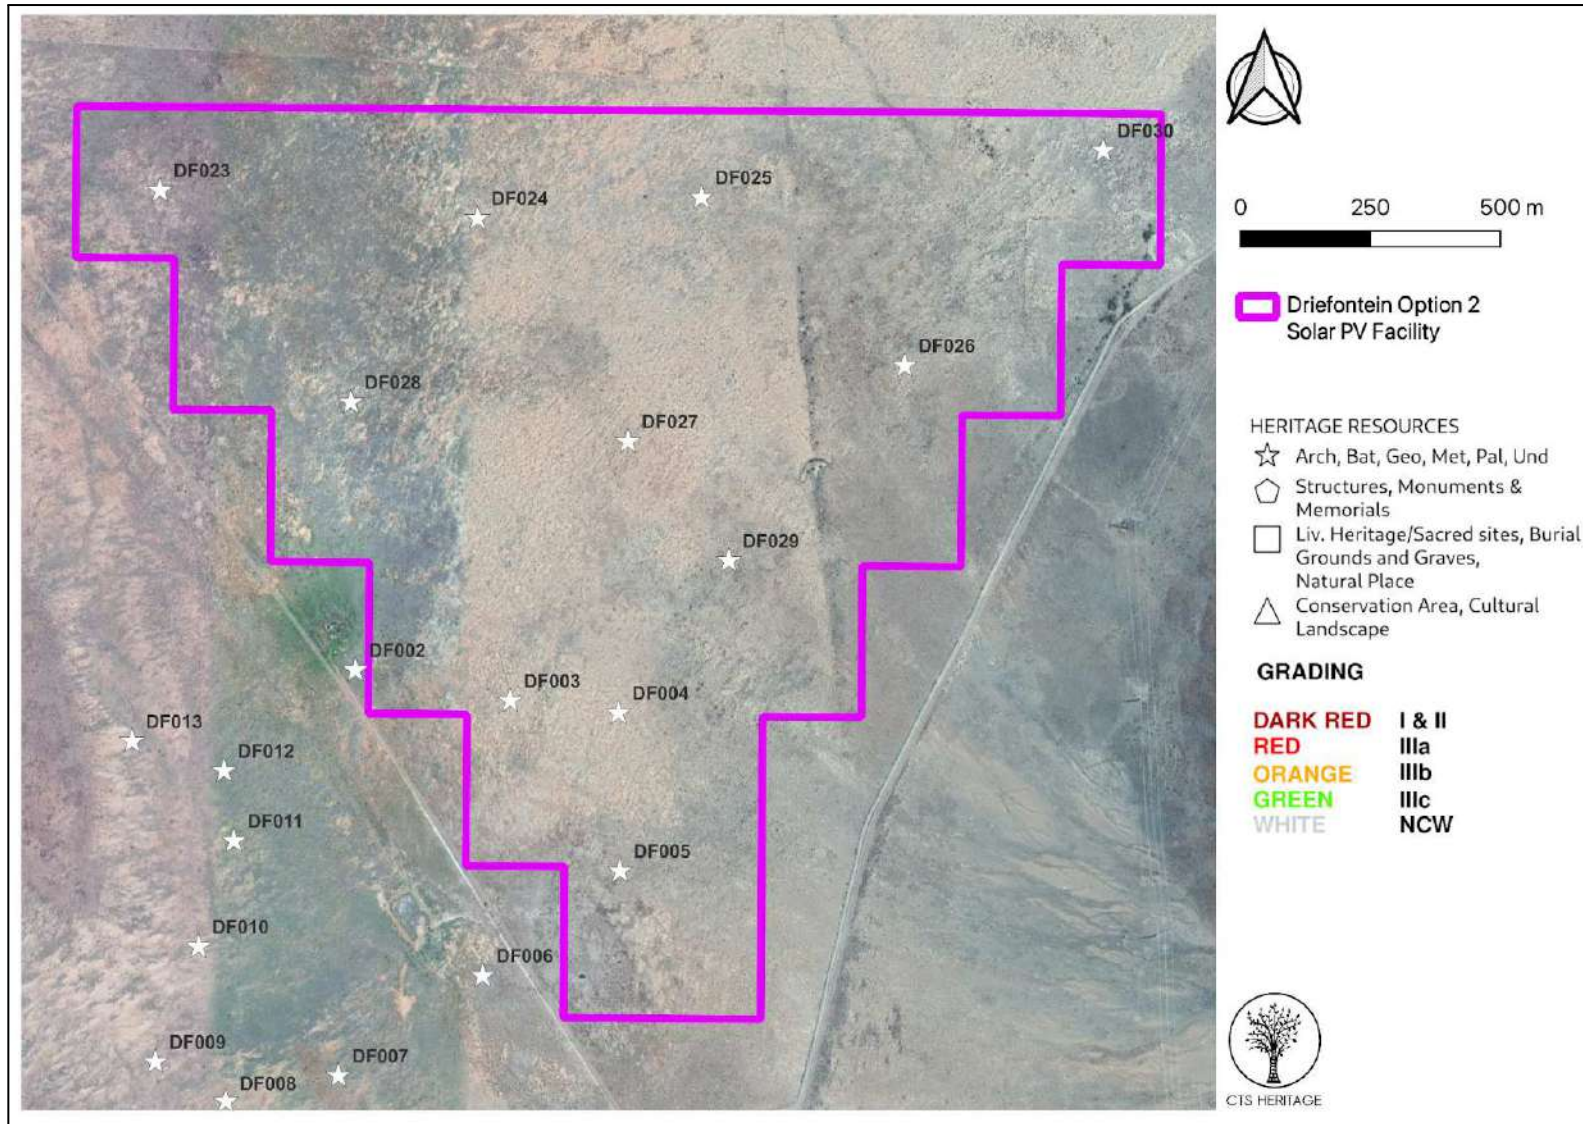 DF030
DF023
DF025
DF024
DF026
DF028
DF027
DF029
DF002
DF003
DF004
DF013
DF012
DF011
DF005
DF010
DF006
DF009
DF007
DF008
0 250 500 m
Driefontein Option 2
Solar PV Facility
HERITAGE RESOURCES
Arch, Bat, Geo, Met, Pal, Und
Structures, Monuments &
Memorials
Liv. Heritage/Sacred sites, Burial
Grounds and Graves,
Natural Place
Conservation Area, Cultural
Landscape
GRADING
DARK RED I & II
RED IIIa
ORANGE IIIb
GREEN IIIc
WHITE NCW
CTS HERITAGE